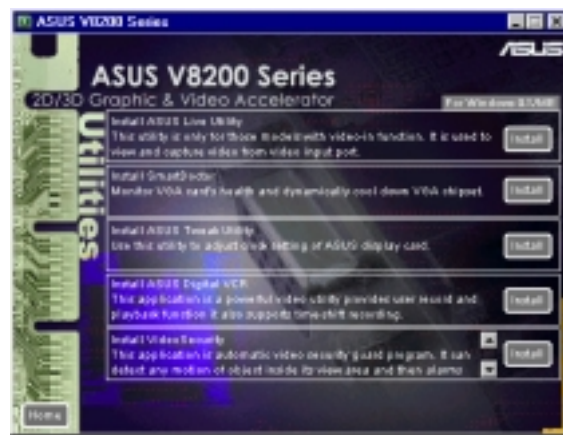 ASUS V8200 Series
ASUS
ASUS V8200 Series
2D/3D Graphic & Video Accelerator
For Windows 9X/ME
Utilities
Install ASUS Live Utility
This utility is only for those models with video-in function. It is used to
view and capture video from video input port.
Install
Install SmartDoctor
Monitor VGA card's health and dynamically cool down VGA chipset.
Install
Install ASUS Tweak Utility
Use this utility to adjust clock setting of ASUS display card.
Install
Install ASUS Digital VCR
This application is a powerful video utility provides user record and
playback function it also supports time-shift recording.
Install
Install VideoSecurity
This application is automatic video security guard program. It can
detect any motion of object inside its view area and then alarms
Install
Home